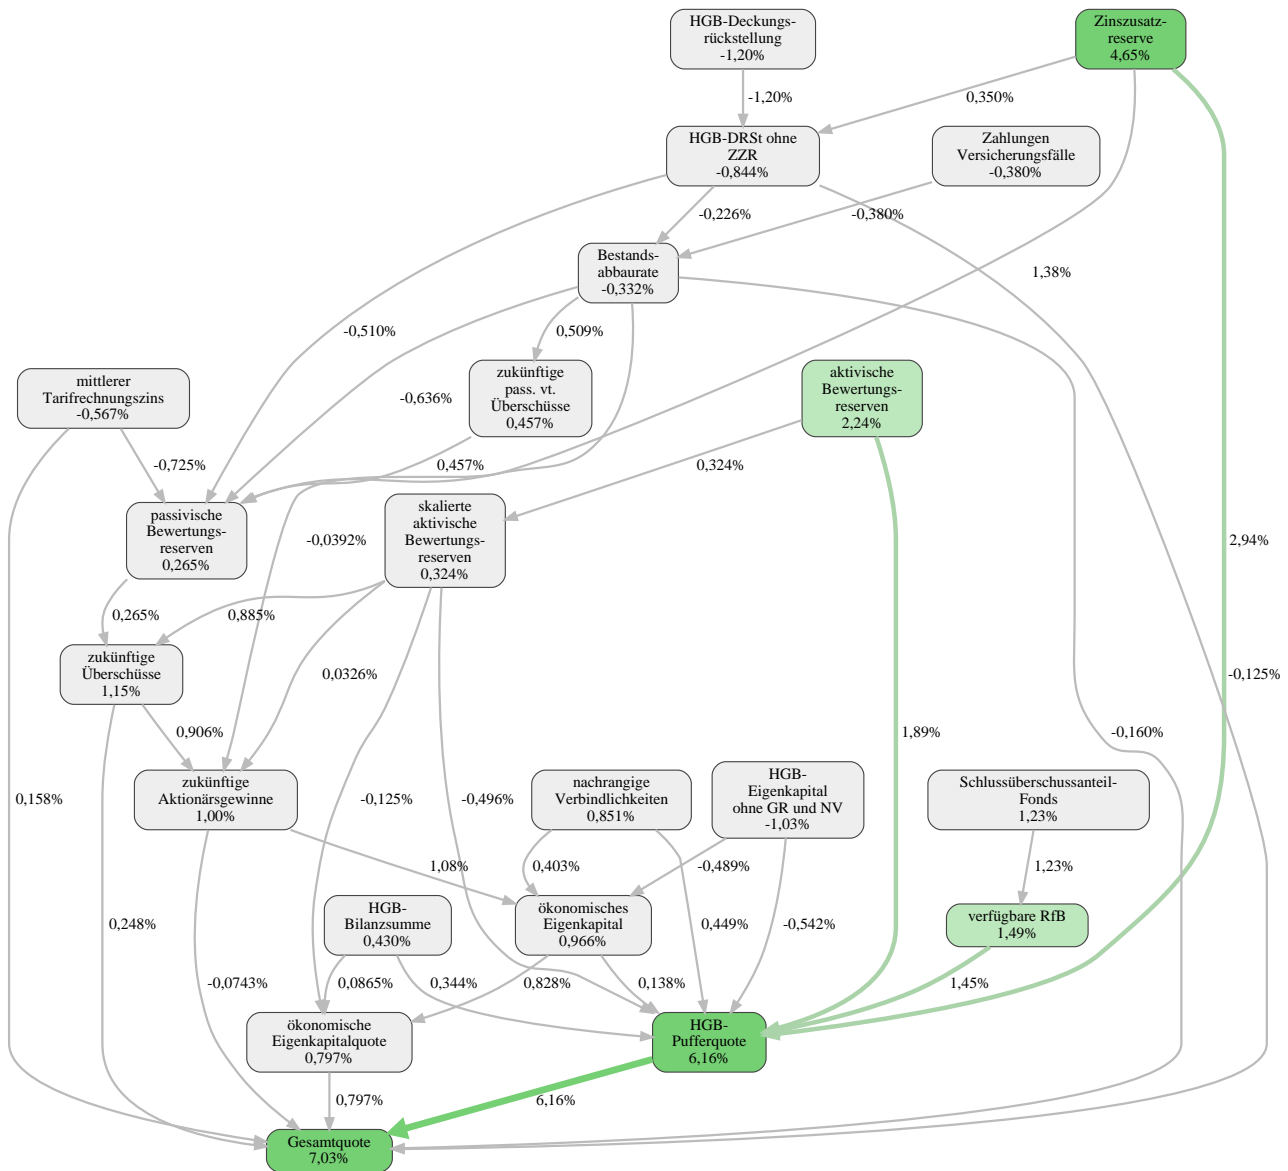 HGB-Deckungs-
rückstellung
-1,20%
Zinszusatz-
reserve
4,65%
-1,20%
0,350%
HGB-DRSt ohne
ZZR
-0,844%
Zahlungen
Versicherungsfälle
-0,380%
-0,226%
-0,380%
Bestands-
abbaurate
-0,332%
1,38%
-0,510%
0,509%
mittlerer
Tarifrechnungszins
-0,567%
zukünftige
pass. vt.
Überschüsse
0,457%
aktivische
Bewertungs-
reserven
2,24%
-0,636%
-0,725%
0,457%
0,324%
passivische
Bewertungs-
reserven
0,265%
skalierte
aktivische
Bewertungs-
reserven
0,324%
-0,0392%
2,94%
0,265%
0,885%
zukünftige
Überschüsse
1,15%
0,0326%
-0,125%
0,906%
1,89%
-0,160%
zukünftige
Aktionärsgewinne
1,00%
nachrangige
Verbindlichkeiten
0,851%
HGB-
Eigenkapital
ohne GR und NV
-1,03%
Schlussüberschussanteil-
Fonds
1,23%
0,158%
-0,125%
-0,496%
1,08%
0,403%
-0,489%
1,23%
HGB-
Bilanzsumme
0,430%
ökonomisches
Eigenkapital
0,966%
verfügbare RfB
1,49%
0,248%
0,449%
-0,542%
-0,0743%
0,0865%
0,344%
0,828%
0,138%
1,45%
ökonomische
Eigenkapitalquote
0,797%
HGB-
Pufferquote
6,16%
0,797%
6,16%
Gesamtquote
7,03%